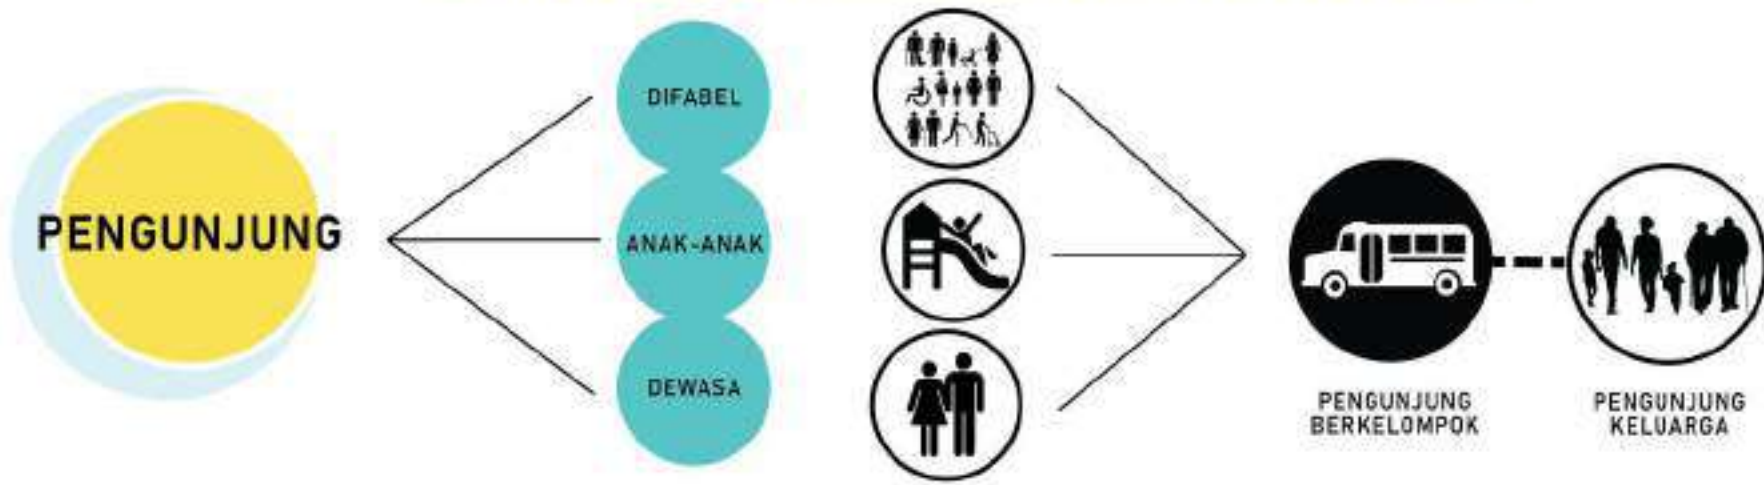 PENGUNJUNG
DIFABEL
ANAK-ANAK
DEWASA
PENGUNJUNG
BERKELOMPOK
PENGUNJUNG
KELUARGA